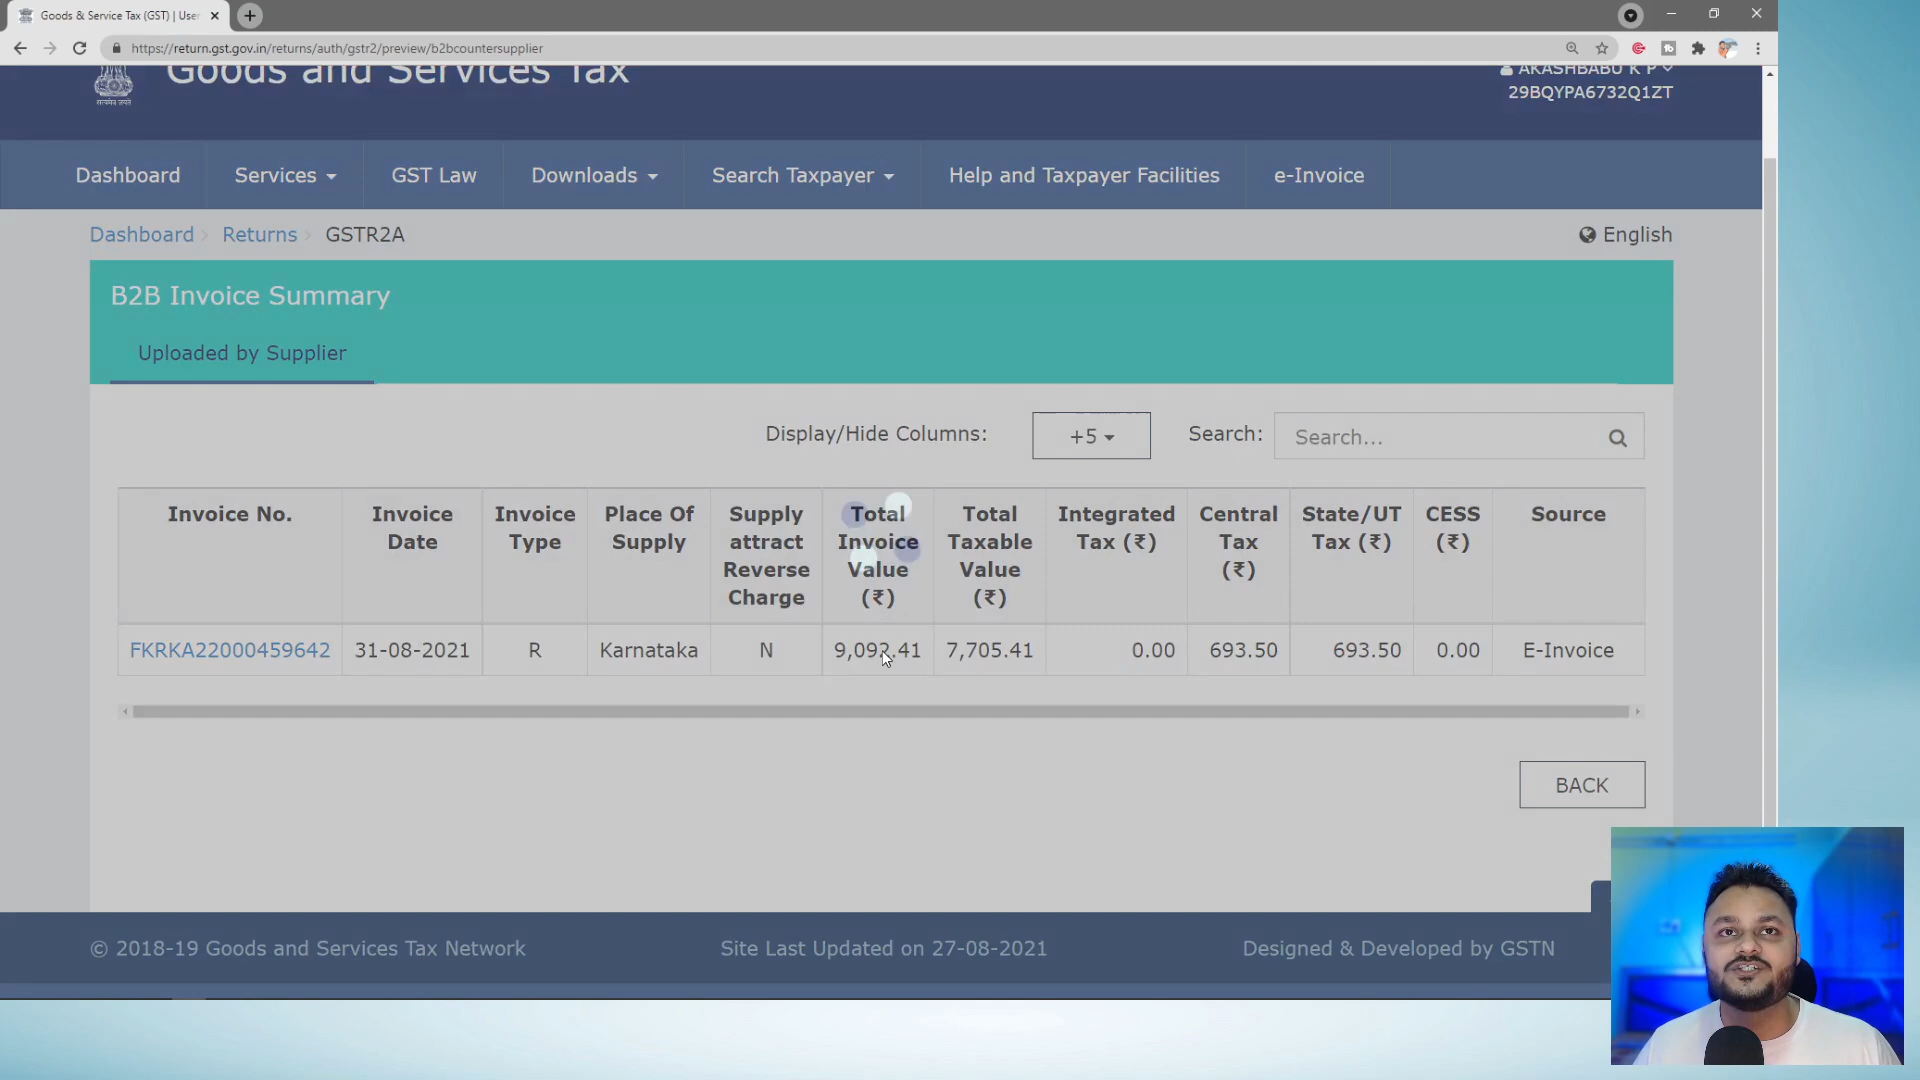 Goods & Service Tax (GST) | User
https://return.gst.gov.in/returns/auth/gstr2/preview/b2bcountersupplier
Goods and Services Tax
AKASHBABU K P
29BQYPA6732Q1ZT
Dashboard Services GST Law Downloads Search Taxpayer Help and Taxpayer Facilities e-Invoice
Dashboard Returns GSTR2A English
B2B Invoice Summary
Uploaded by Supplier
Display/Hide Columns: +5 Search: Search...
Invoice No. Invoice Date Invoice Type Place Of Supply Supply attract Reverse Charge Total Invoice Value (₹) Total Taxable Value (₹) Integrated Tax (₹) Central Tax (₹) State/UT Tax (₹) CESS (₹) Source
FKRKA22000459642 31-08-2021 R Karnataka N 9,092.41 7,705.41 0.00 693.50 693.50 0.00 E-Invoice
BACK
© 2018-19 Goods and Services Tax Network Site Last Updated on 27-08-2021 Designed & Developed by GSTN